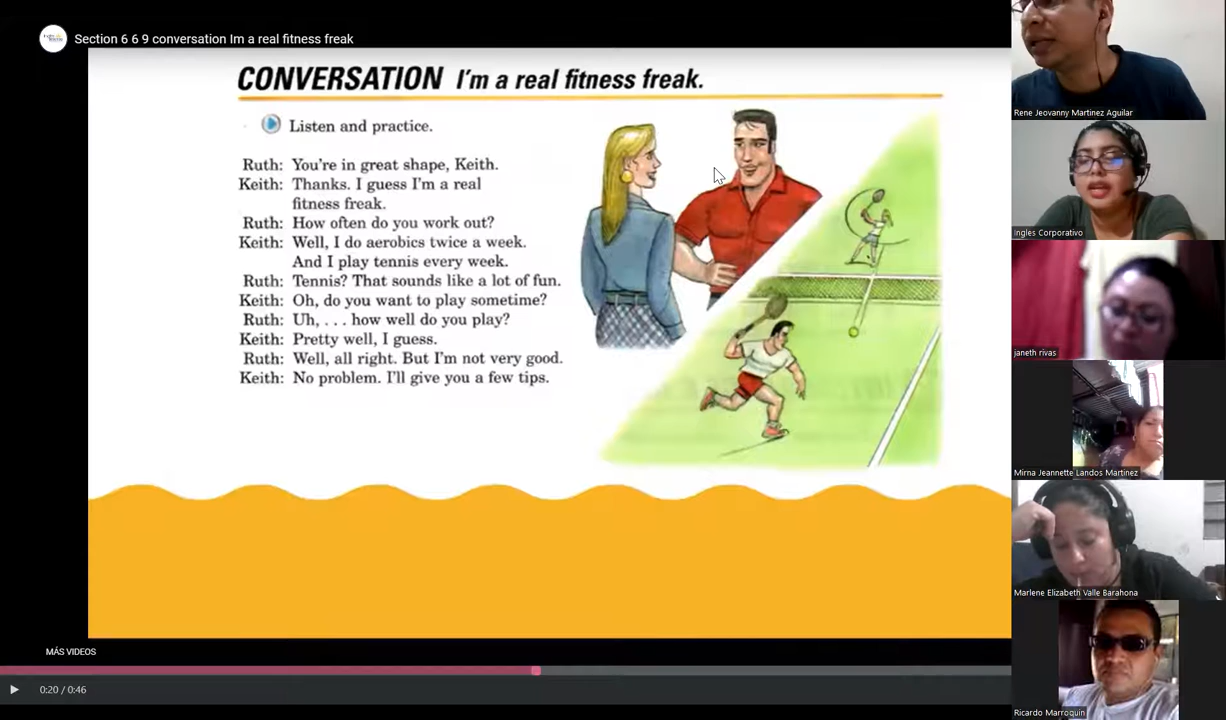 Section 6 6 9 conversation Im a real fitness freak
CONVERSATION I'm a real fitness freak.
Listen and practice.
Ruth: You're in great shape, Keith.
Keith: Thanks. I guess I'm a real
fitness freak.
Ruth: How often do you work out?
Keith: Well, I do aerobics twice a week.
And I play tennis every week.
Ruth: Tennis? That sounds like a lot of fun.
Keith: Oh, do you want to play sometime?
Ruth: Uh, . . . how well do you play?
Keith: Pretty well, I guess.
Ruth: Well, all right. But I'm not very good.
Keith: No problem. I'll give you a few tips.
MÁS VIDEOS
0:20 / 0:46
Rene Jeovanny Martinez Aguilar
Ingles Corporativo
janeth rivas
Mirna Jeannette Landos Martinez
Marlene Elizabeth Valle Barahona
Ricardo Marroquin